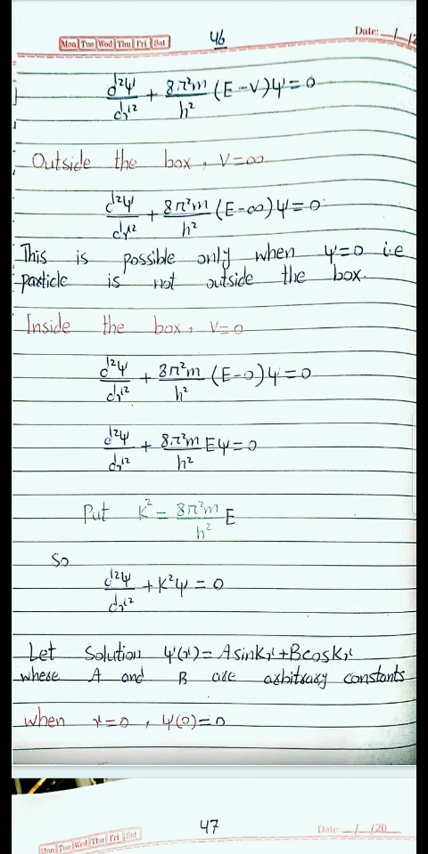 Mon Tue Wed Thu Fri Sat 46 Date:
d²ψ/dx² + 8π²m/h² (E-V)ψ=0
Outside the box, V=∞
d²ψ/dx² + 8π²m/h² (E-∞)ψ=0
This is possible only when ψ=0 i.e
particle is not outside the box.
Inside the box, V=0
d²ψ/dx² + 8π²m/h² (E-0)ψ=0
d²ψ/dx² + 8π²m/h² Eψ=0
Put K² = 8π²m/h² E
So
d²ψ/dx² + K²ψ = 0
Let Solution ψ(x)= AsinKx+BcosKx
where A and B are arbitrary constants
when x=0, ψ(0)=0
Mon Tue Wed Thu Fri Sat 47 Date: __/__/20